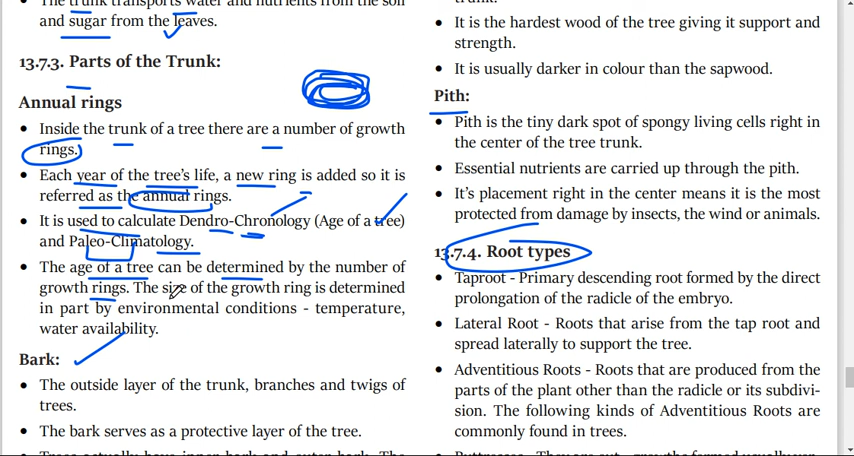 The trunk transports water and nutrients from the soil
and sugar from the leaves.
13.7.3. Parts of the Trunk:
Annual rings
• Inside the trunk of a tree there are a number of growth
rings.
• Each year of the tree's life, a new ring is added so it is
referred as the annual rings.
• It is used to calculate Dendro-Chronology (Age of a tree)
and Paleo-Climatology.
• The age of a tree can be determined by the number of
growth rings. The size of the growth ring is determined
in part by environmental conditions - temperature,
water availability.
Bark:
• The outside layer of the trunk, branches and twigs of
trees.
• The bark serves as a protective layer of the tree.
Trees actually have inner bark and outer bark. The
trunk.
• It is the hardest wood of the tree giving it support and
strength.
• It is usually darker in colour than the sapwood.
Pith:
• Pith is the tiny dark spot of spongy living cells right in
the center of the tree trunk.
• Essential nutrients are carried up through the pith.
• It's placement right in the center means it is the most
protected from damage by insects, the wind or animals.
13.7.4. Root types
• Taproot - Primary descending root formed by the direct
prolongation of the radicle of the embryo.
• Lateral Root - Roots that arise from the tap root and
spread laterally to support the tree.
• Adventitious Roots - Roots that are produced from the
parts of the plant other than the radicle or its subdivi-
sion. The following kinds of Adventitious Roots are
commonly found in trees.